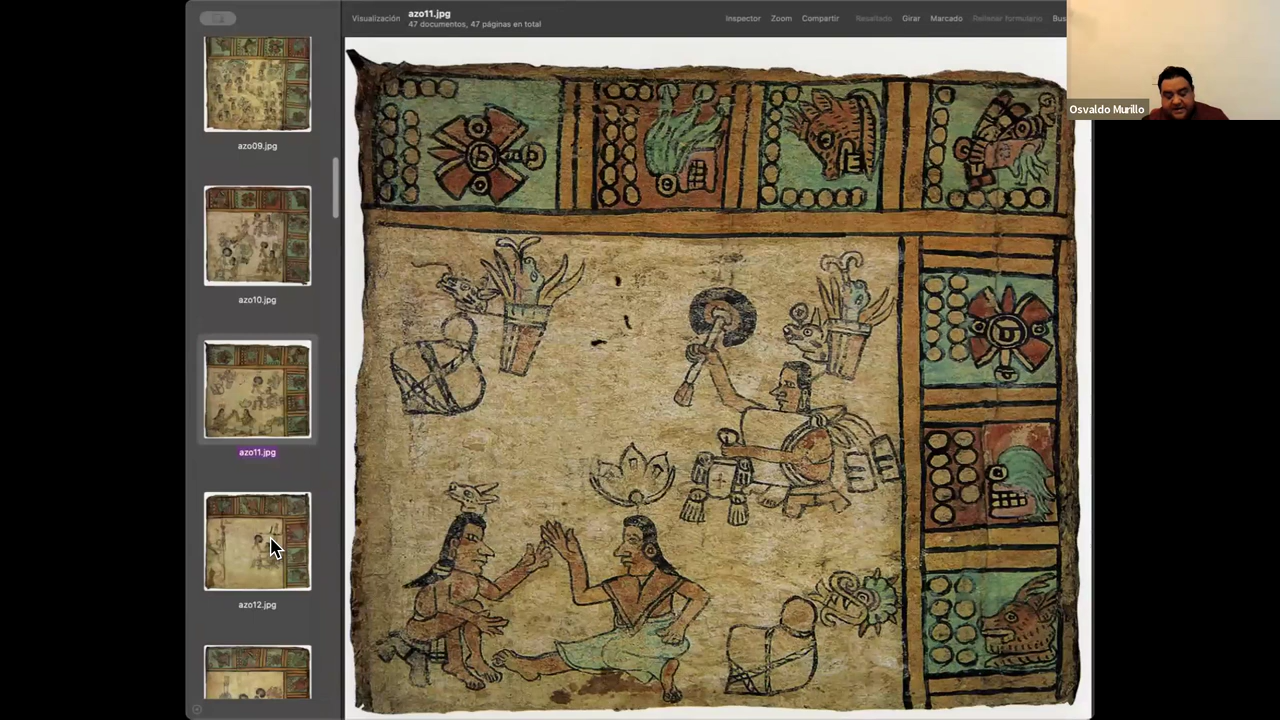 Visualización
azo11.jpg
47 documentos, 47 páginas en total
Inspector
Zoom
Compartir
Resaltado
Girar
Marcado
Rellenar formulario
Bus
Osvaldo Murillo
azo09.jpg
azo10.jpg
azo11.jpg
azo12.jpg